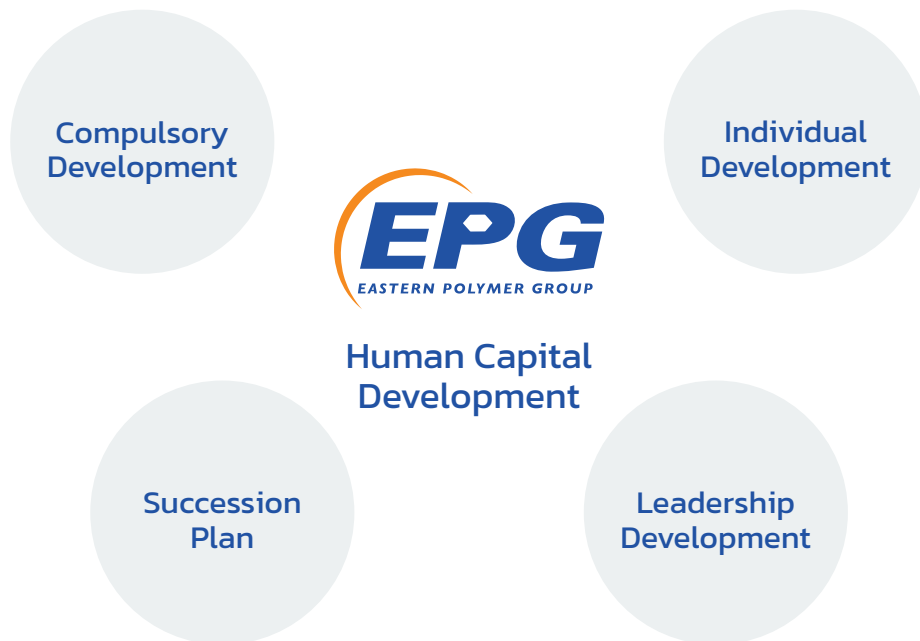 Compulsory
Development
Individual
Development
EPG
EASTERN POLYMER GROUP
Human Capital
Development
Succession
Plan
Leadership
Development